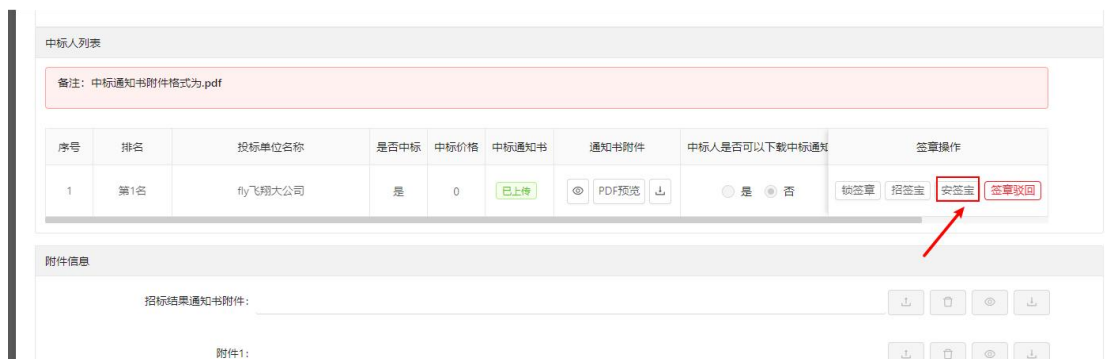 中标人列表
备注：中标通知书附件格式为.pdf
序号 排名 投标单位名称 是否中标 中标价格 中标通知书 通知书附件 中标人是否可以下载中标通知 签章操作
1 第1名 fly飞翔大公司 是 0 已上传 PDF预览 是 否 锁签章 招签宝 安签宝 签章驳回
附件信息
招标结果通知书附件：
附件1：